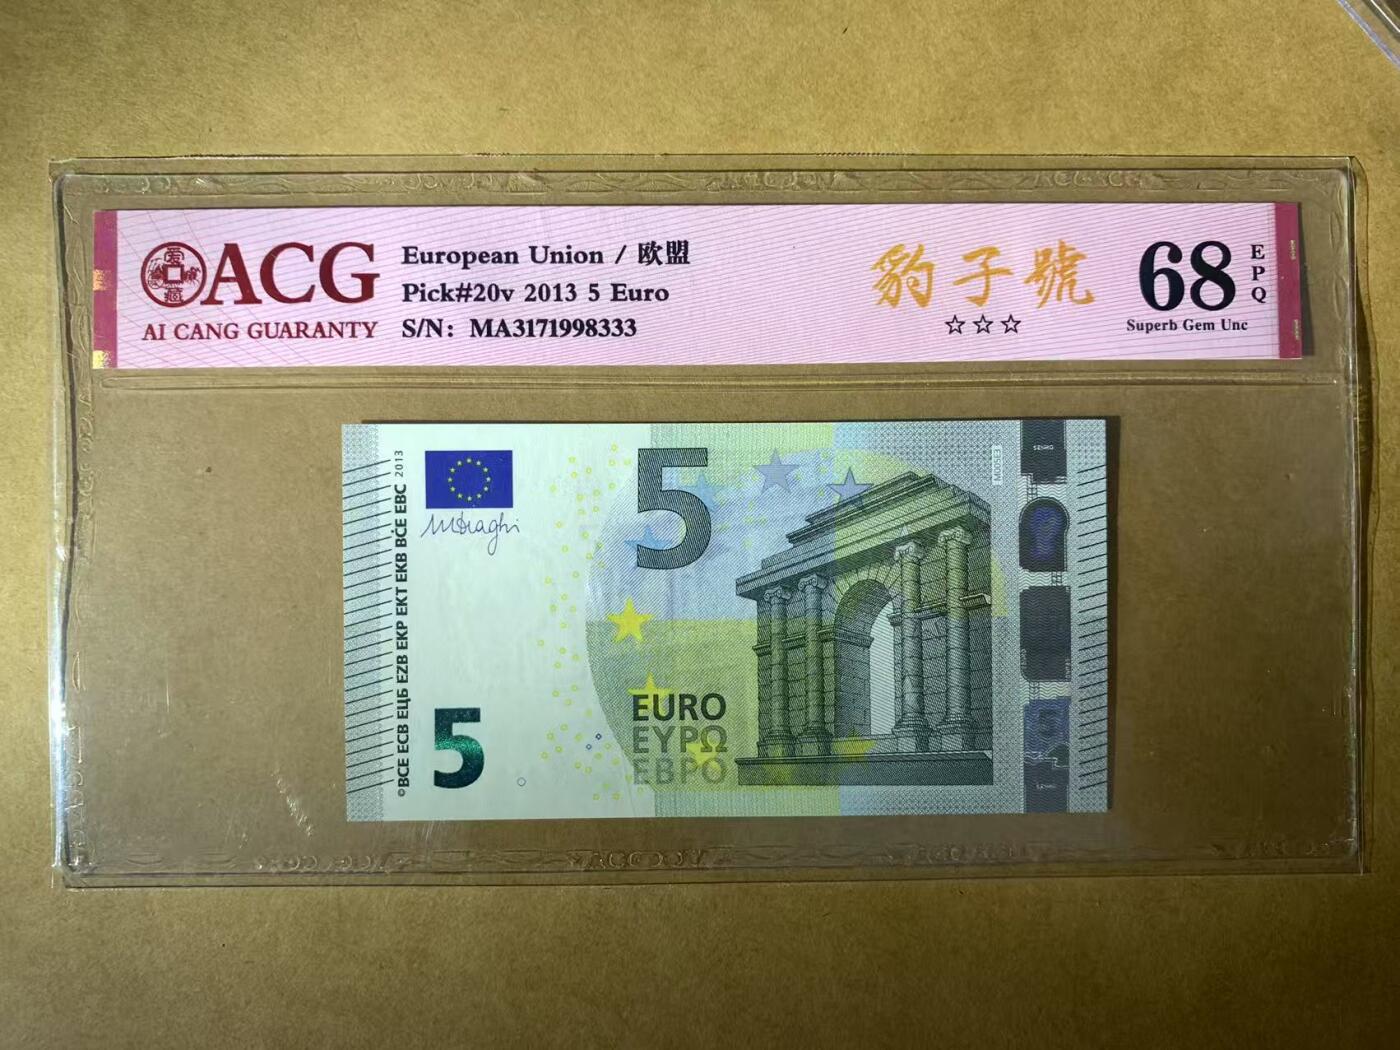 ACG
AI CANG GUARANTY
European Union / 欧盟
Pick#20v 2013 5 Euro
S/N: MA3171998333
豹子號
☆☆☆
68
EPQ
Superb Gem Unc
©BCE ECB ЕЦБ EZB EKP EKT EKB BĊE EBC 2013
5
5
EURO
ΕΥΡΩ
ЕВРО